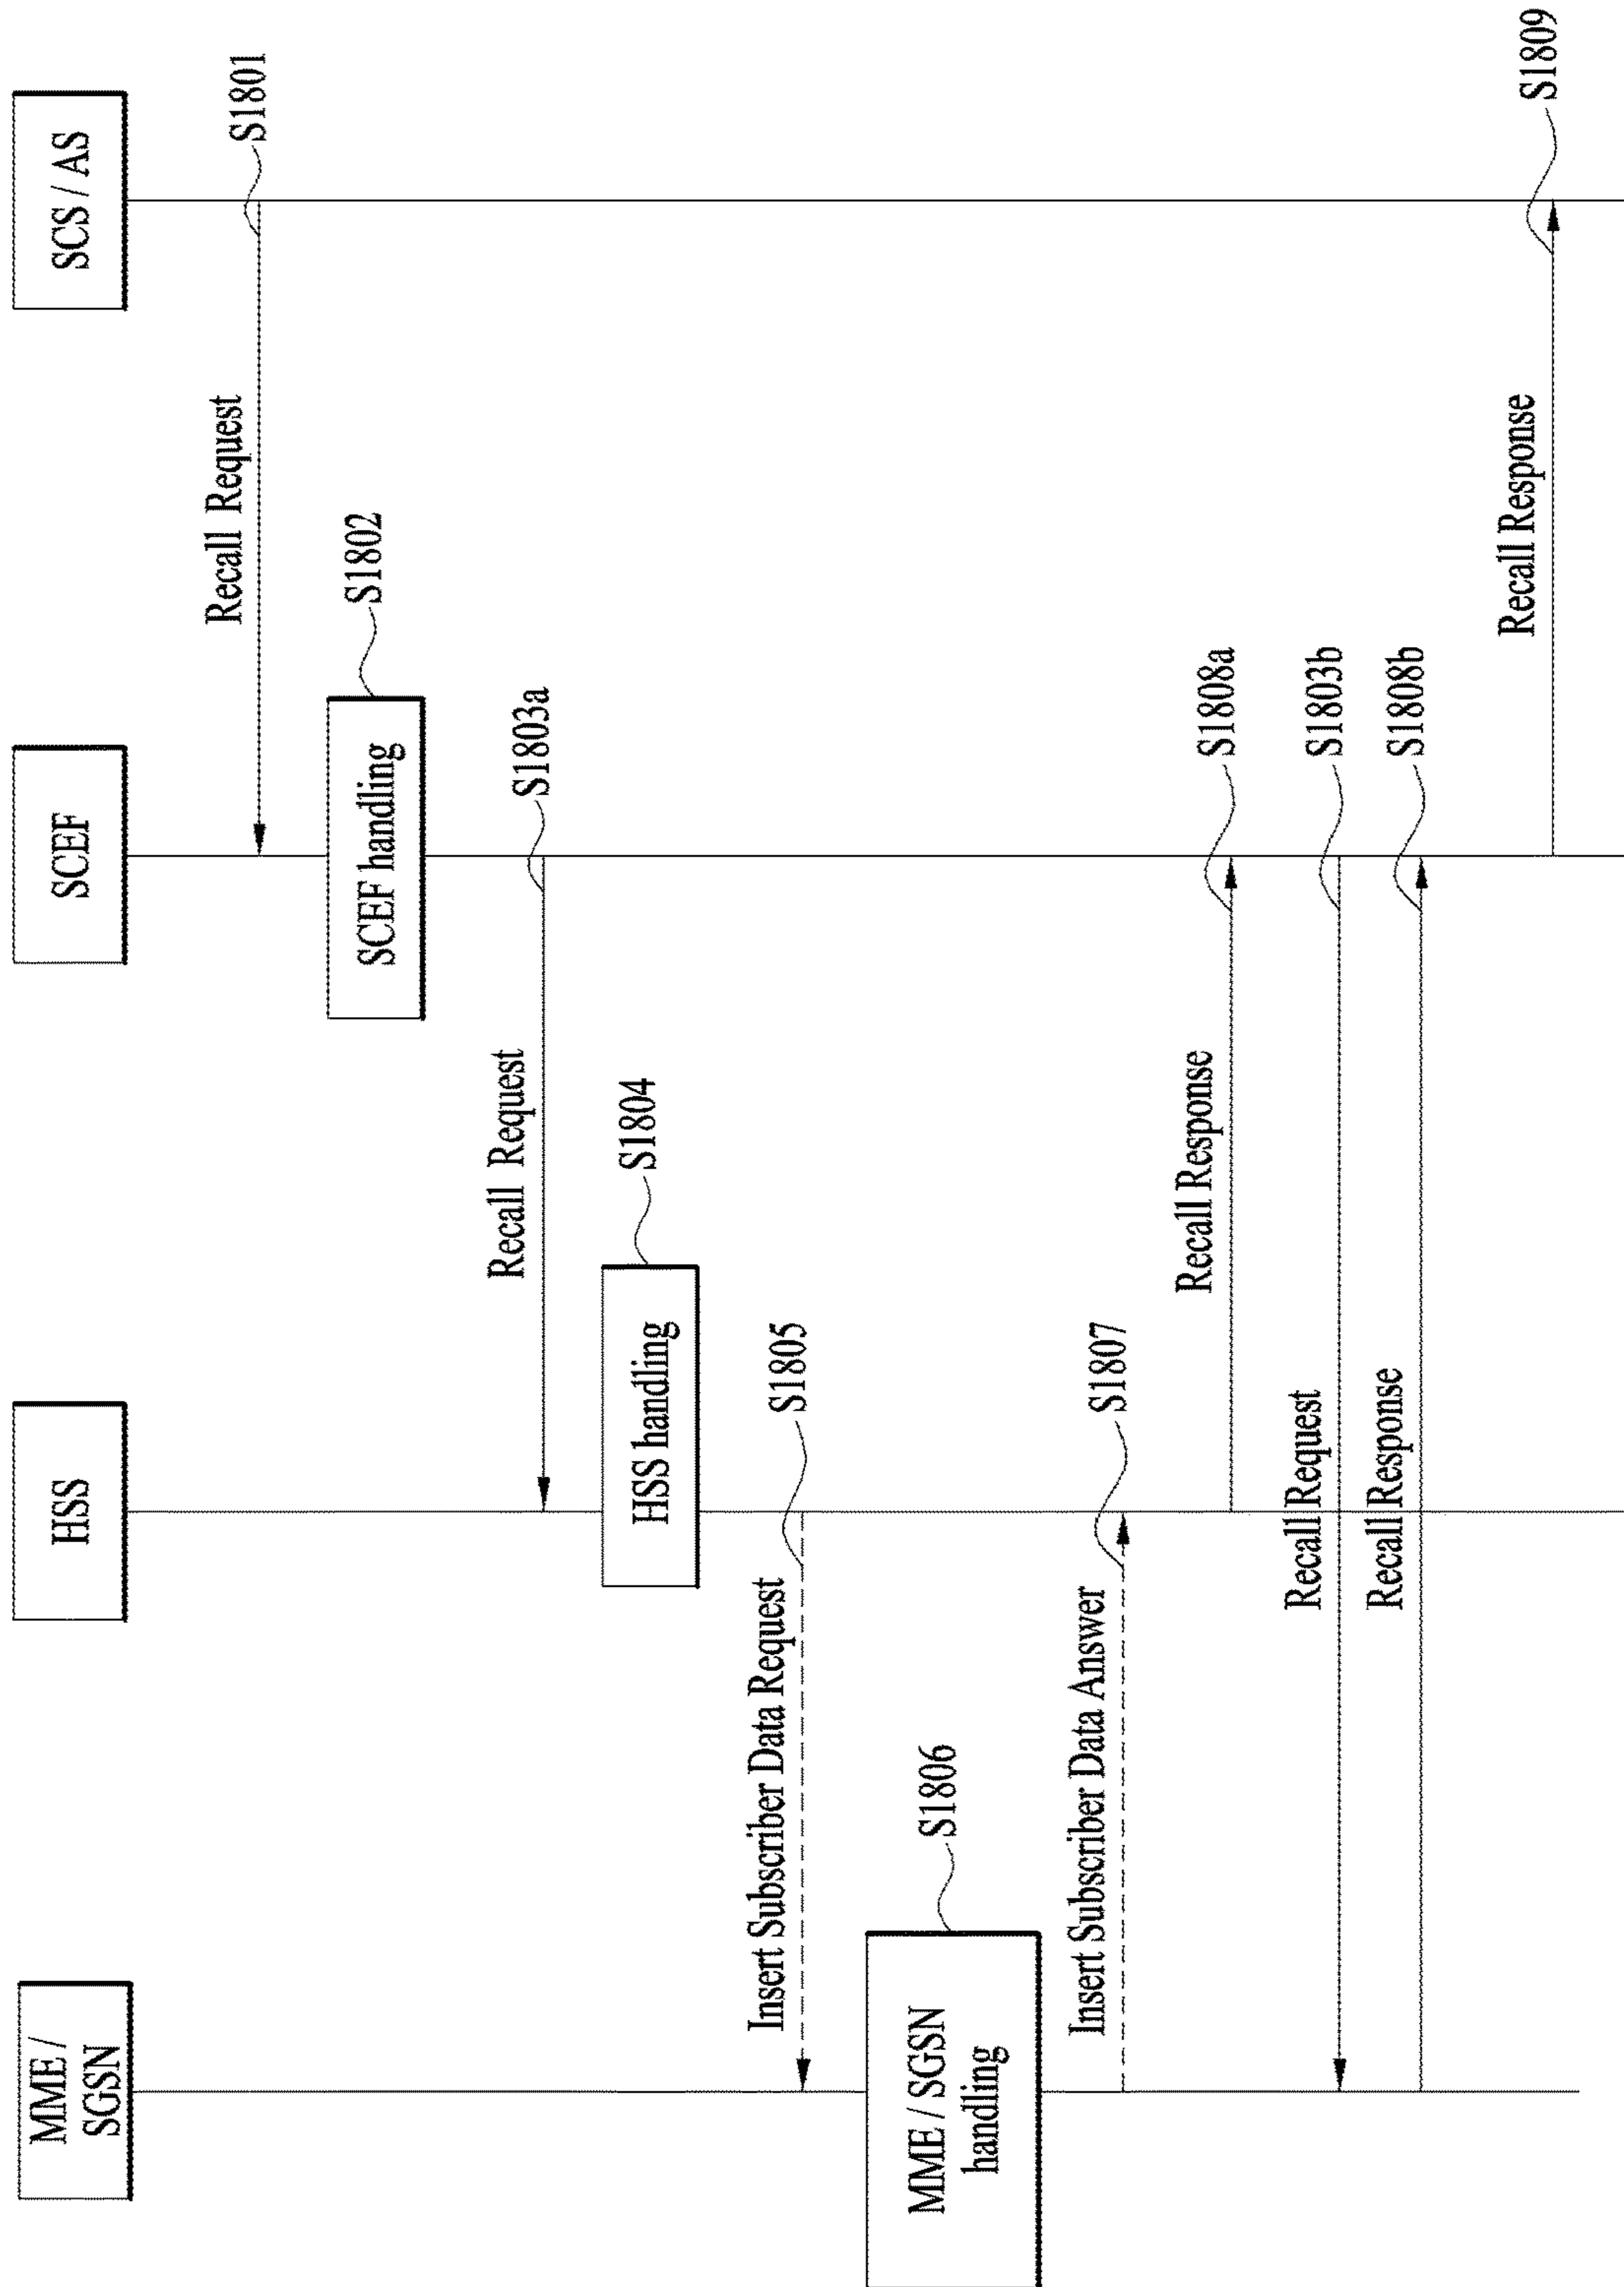 MME /
SGSN
HSS
SCEF
SCS / AS
Recall Request
S1801
SCEF handling
S1802
Recall Request
S1803a
HSS handling
S1804
Insert Subscriber Data Request
S1805
MME / SGSN
handling
S1806
Insert Subscriber Data Answer
S1807
Recall Response
S1808a
Recall Request
S1803b
Recall Response
S1808b
Recall Response
S1809